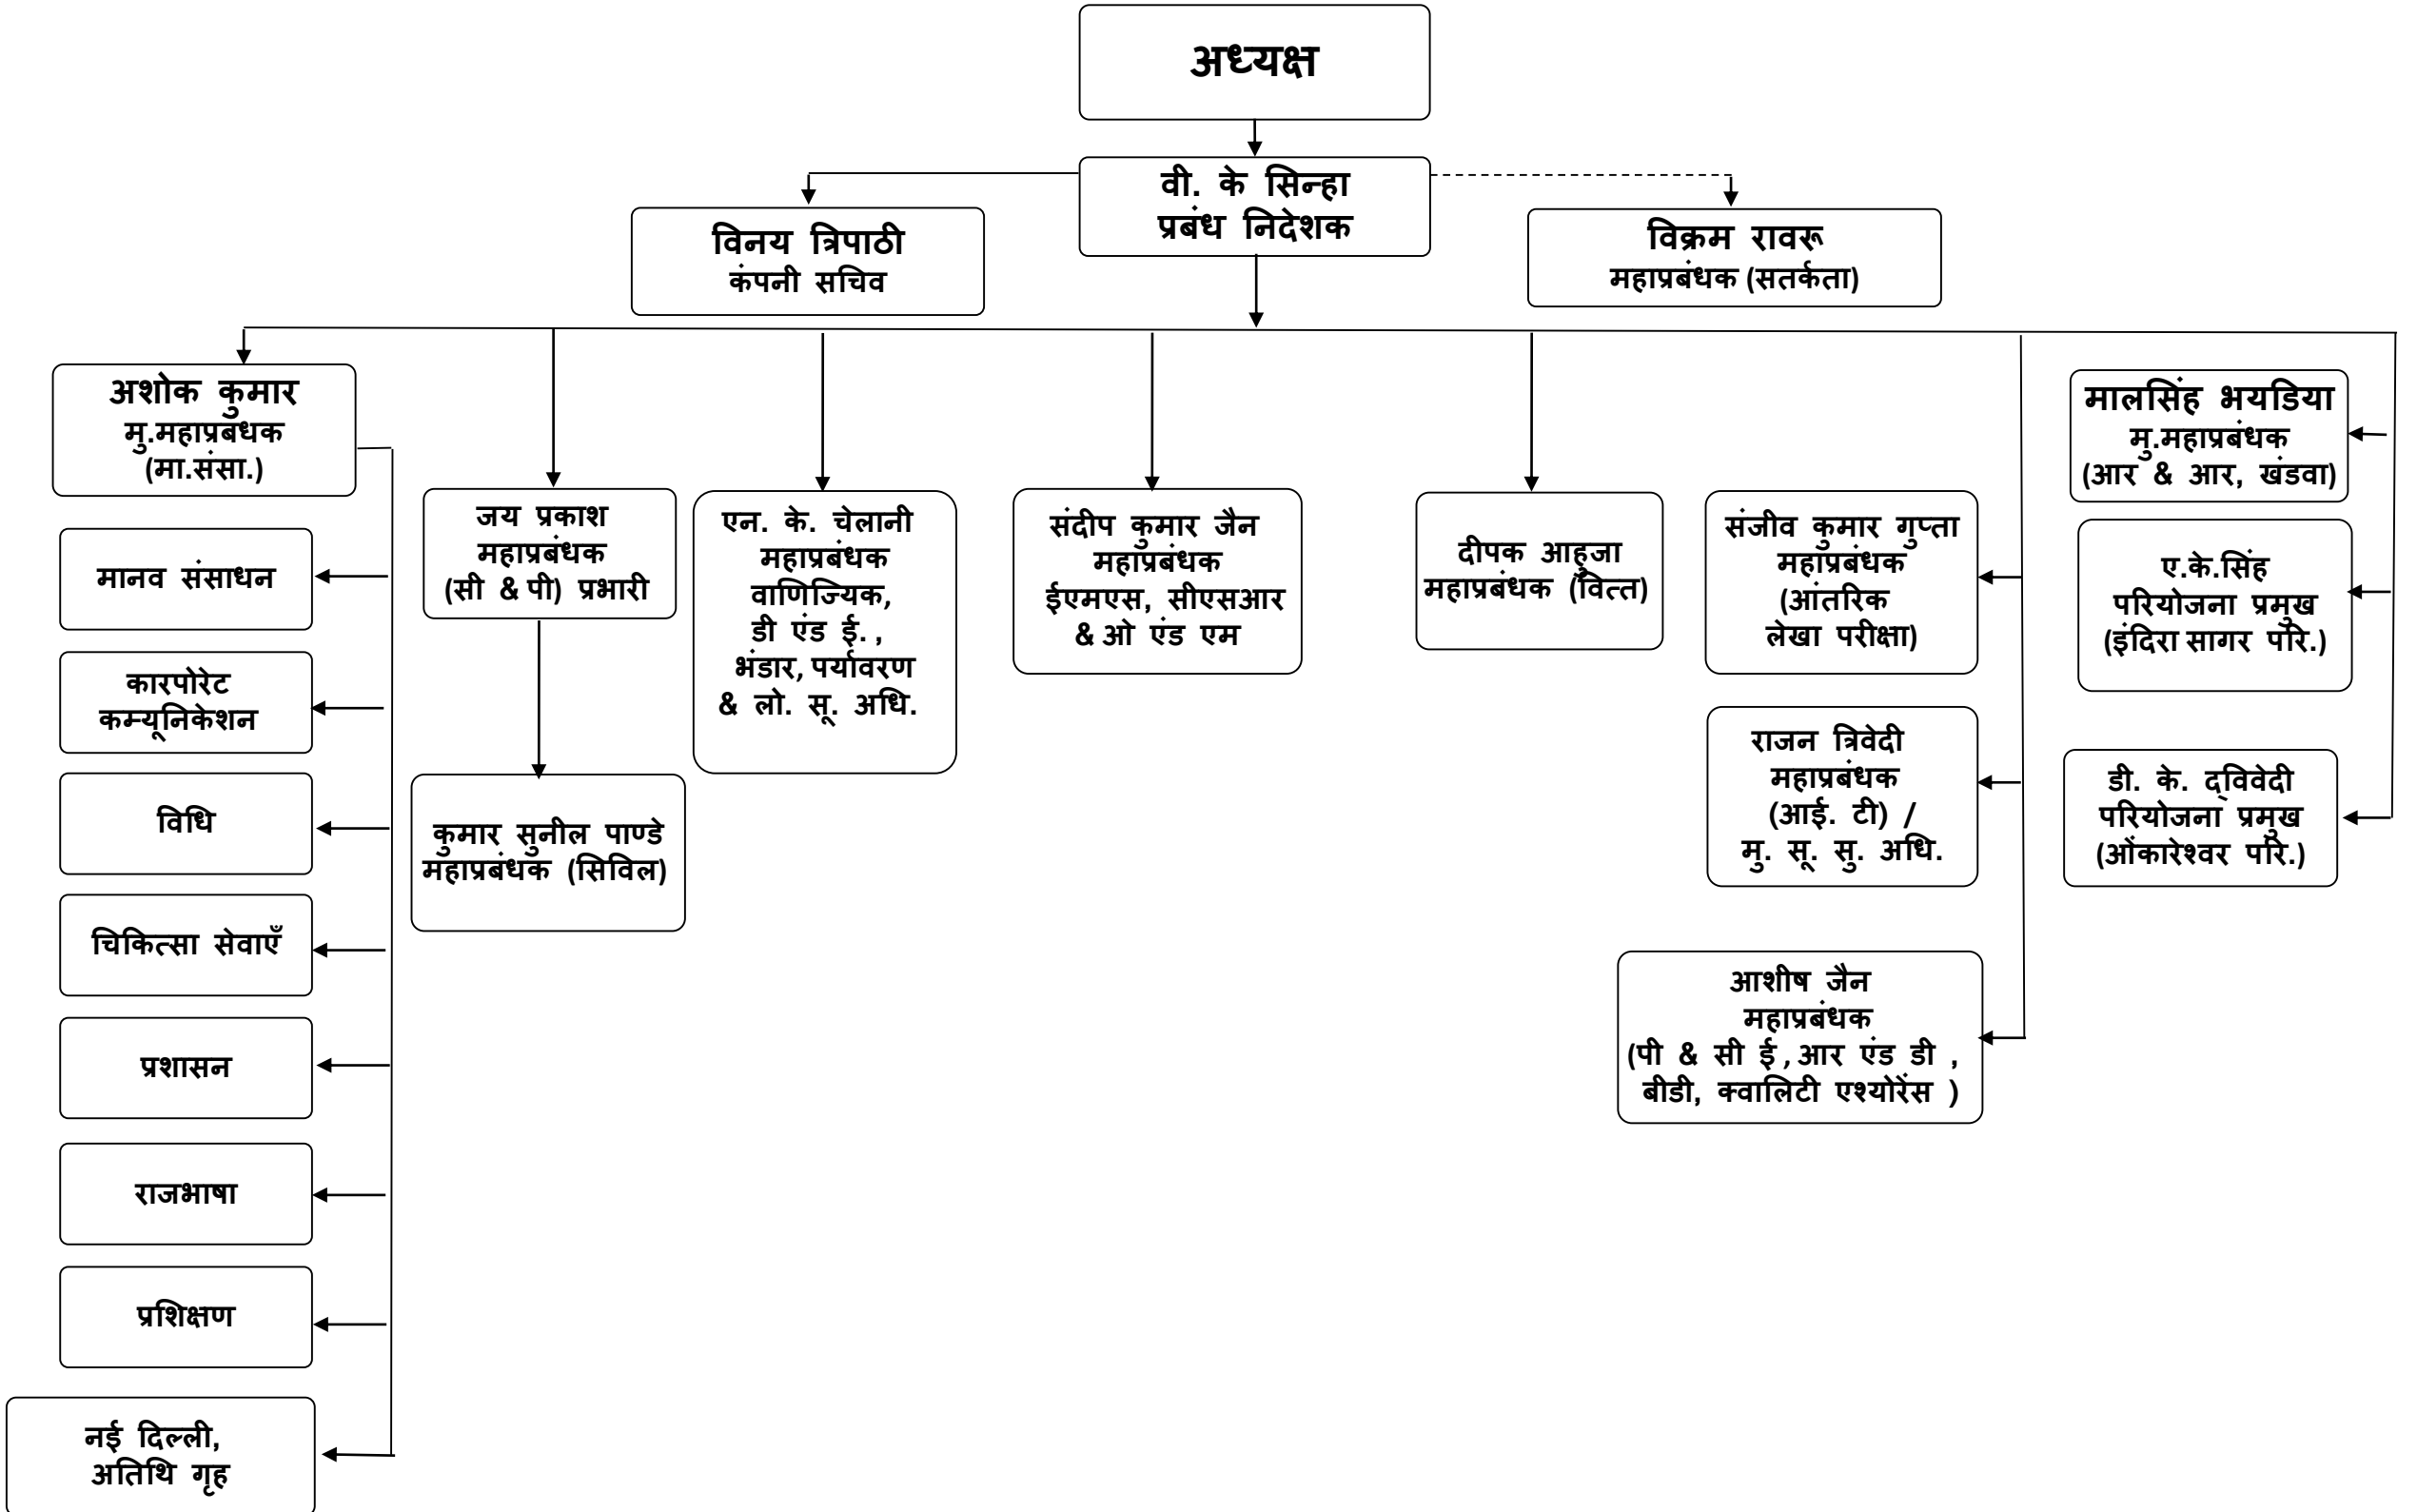 अध्यक्ष
वी. के सिन्हा
प्रबंध निदेशक
विनय त्रिपाठी
कंपनी सचिव
विक्रम रावरू
महाप्रबंधक (सतर्कता)
अशोक कुमार
मु.महाप्रबंधक
(मा.संसा.)
मानव संसाधन
कारपोरेट
कम्यूनिकेशन
विधि
चिकित्सा सेवाएँ
प्रशासन
राजभाषा
प्रशिक्षण
नई दिल्ली,
अतिथि गृह
जय प्रकाश
महाप्रबंधक
(सी & पी) प्रभारी
कुमार सुनील पाण्डे
महाप्रबंधक (सिविल)
एन. के. चेलानी
महाप्रबंधक
वाणिज्यिक,
डी एंड ई. ,
भंडार, पर्यावरण
& लो. सू. अधि.
संदीप कुमार जैन
महाप्रबंधक
ईएमएस, सीएसआर
& ओ एंड एम
दीपक आहूजा
महाप्रबंधक (वित्त)
संजीव कुमार गुप्ता
महाप्रबंधक
(आंतरिक
लेखा परीक्षा)
राजन त्रिवेदी
महाप्रबंधक
(आई. टी) /
मु. सू. सु. अधि.
आशीष जैन
महाप्रबंधक
(पी & सी ई , आर एंड डी ,
बीडी, क्वालिटी एश्योरेंस )
मालसिंह भयडिया
मु.महाप्रबंधक
(आर & आर, खंडवा)
ए.के.सिंह
परियोजना प्रमुख
(इंदिरा सागर परि.)
डी. के. द्विवेदी
परियोजना प्रमुख
(ओंकारेश्वर परि.)